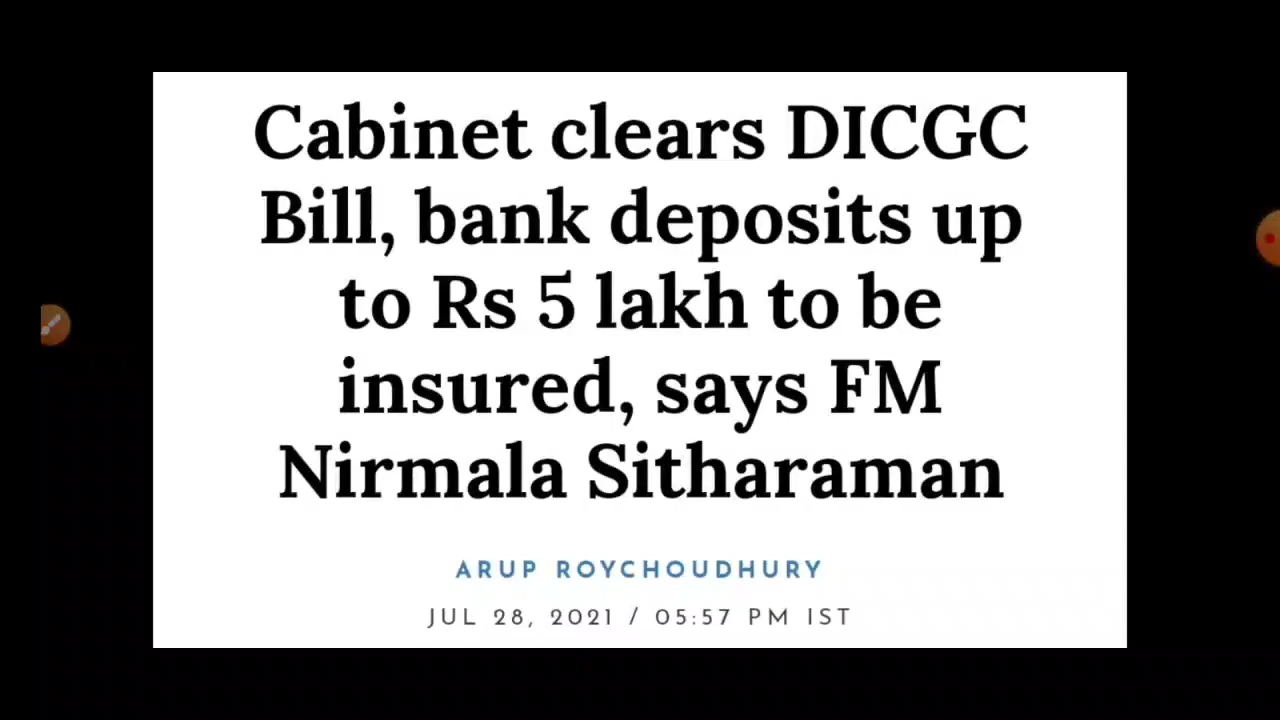 Cabinet clears DICGC
Bill, bank deposits up
to Rs 5 lakh to be
insured, says FM
Nirmala Sitharaman
ARUP ROYCHOUDHURY
JUL 28, 2021 / 05:57 PM IST